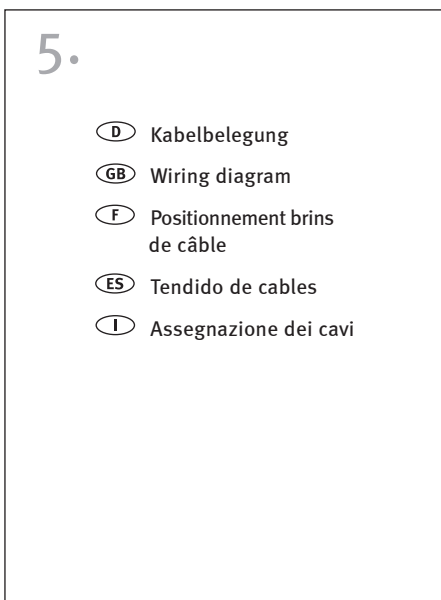 5.
D Kabelbelegung
GB Wiring diagram
F Positionnement brins
de câble
ES Tendido de cables
I Assegnazione dei cavi